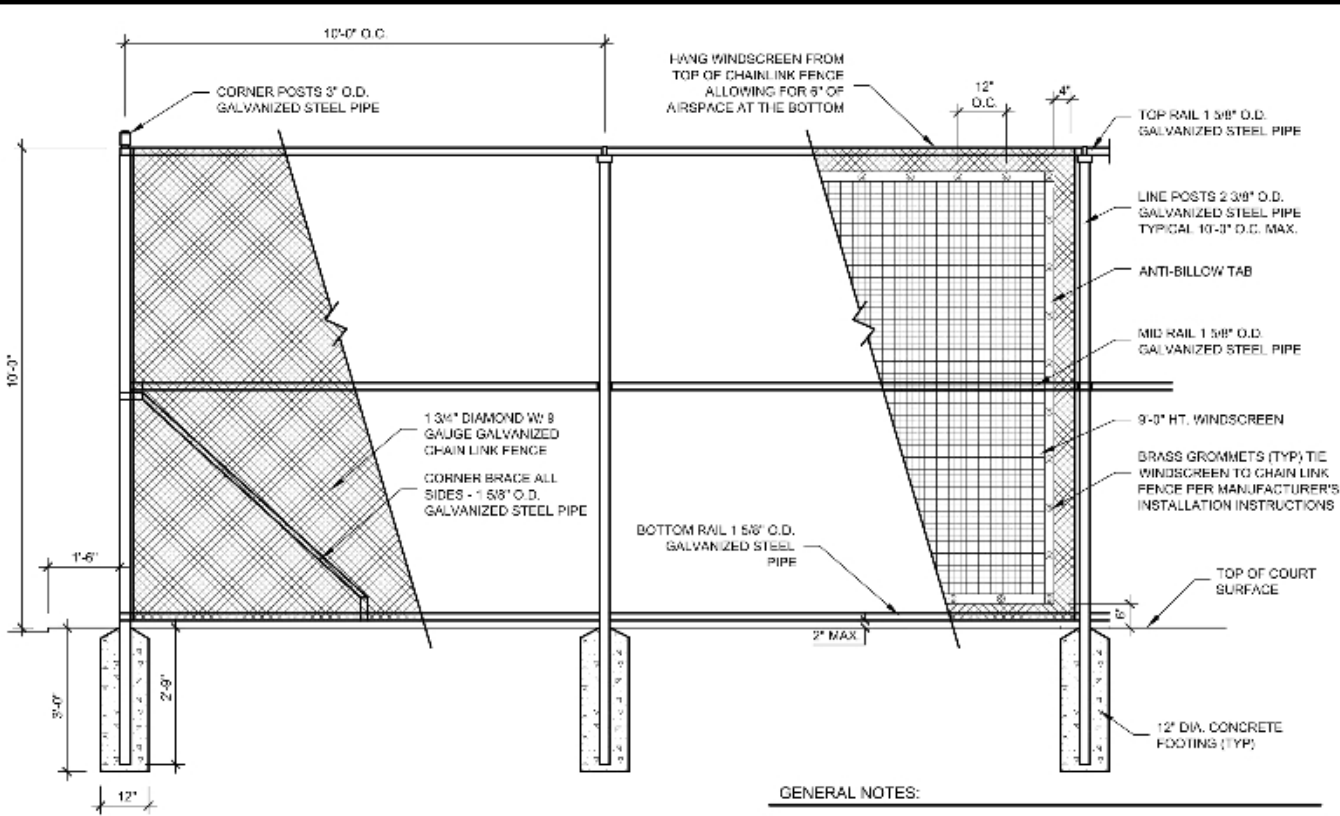 10'-0" O.C.
CORNER POSTS 3" O.D.
GALVANIZED STEEL PIPE
HANG WINDSCREEN FROM
TOP OF CHAINLINK FENCE
ALLOWING FOR 6" OF
AIRSPACE AT THE BOTTOM
12"
O.C.
4"
TOP RAIL 1 5/8" O.D.
GALVANIZED STEEL PIPE
LINE POSTS 2 3/8" O.D.
GALVANIZED STEEL PIPE
TYPICAL 10'-0" O.C. MAX.
ANTI-BILLOW TAB
MID RAIL 1 5/8" O.D.
GALVANIZED STEEL PIPE
10'-0"
1 3/4" DIAMOND W/ 9
GAUGE GALVANIZED
CHAIN LINK FENCE
CORNER BRACE ALL
SIDES - 1 5/8" O.D.
GALVANIZED STEEL PIPE
9'-0" HT. WINDSCREEN
BRASS GROMMETS (TYP) TIE
WINDSCREEN TO CHAIN LINK
FENCE PER MANUFACTURER'S
INSTALLATION INSTRUCTIONS
BOTTOM RAIL 1 5/8" O.D.
GALVANIZED STEEL
PIPE
1'-6"
TOP OF COURT
SURFACE
6"
2" MAX.
3'-0"
2'-9"
12" DIA. CONCRETE
FOOTING (TYP)
12"
GENERAL NOTES: